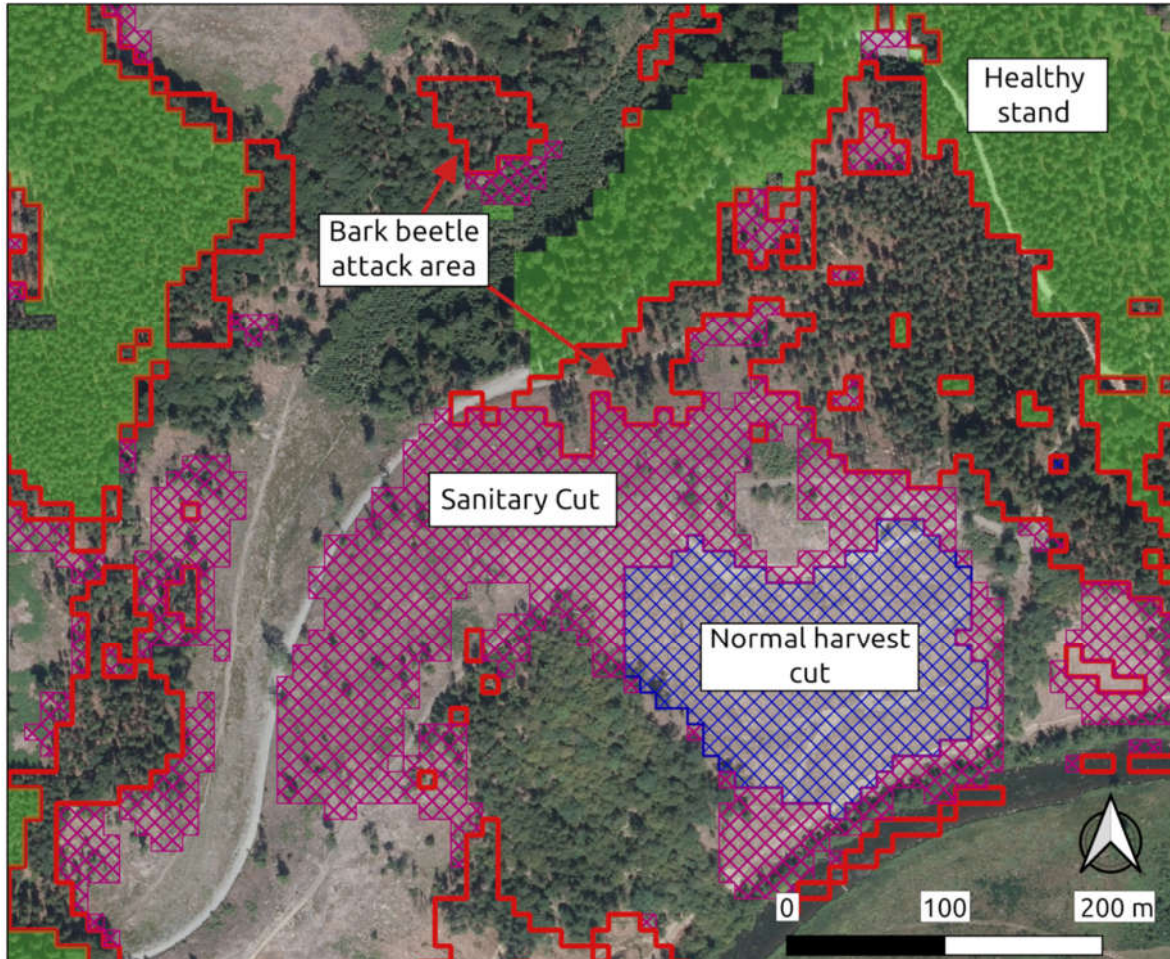 Healthy
stand
Bark beetle
attack area
Sanitary Cut
Normal harvest
cut
0 100 200 m